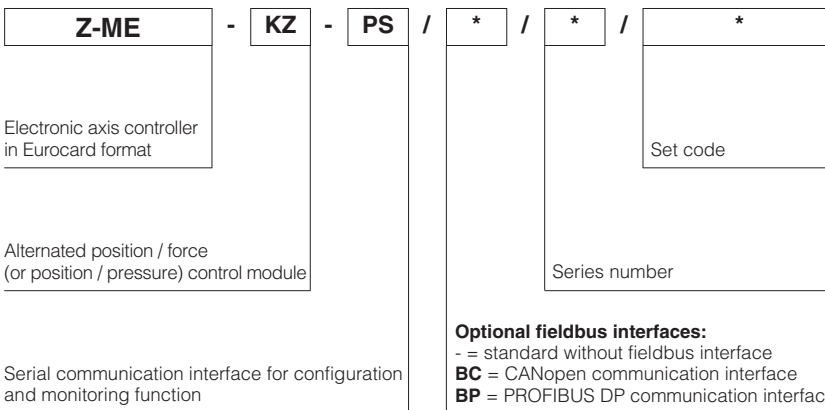 Z-ME - KZ - PS / * / * / *
Electronic axis controller
in Eurocard format
Set code
Alternated position / force
(or position / pressure) control module
Series number
Optional fieldbus interfaces:
- = standard without fieldbus interface
Serial communication interface for configuration
BC = CANopen communication interface
and monitoring function
BP = PROFIBUS DP communication interfac